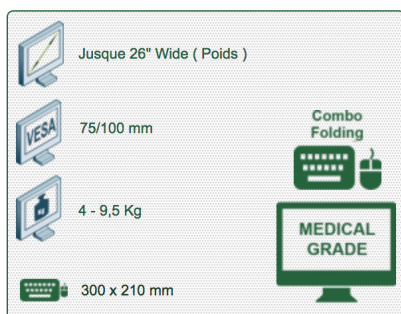 Jusque 26" Wide ( Poids )
VESA
75/100 mm
Combo
Folding
KG
4 - 9,5 Kg
MEDICAL
GRADE
300 x 210 mm